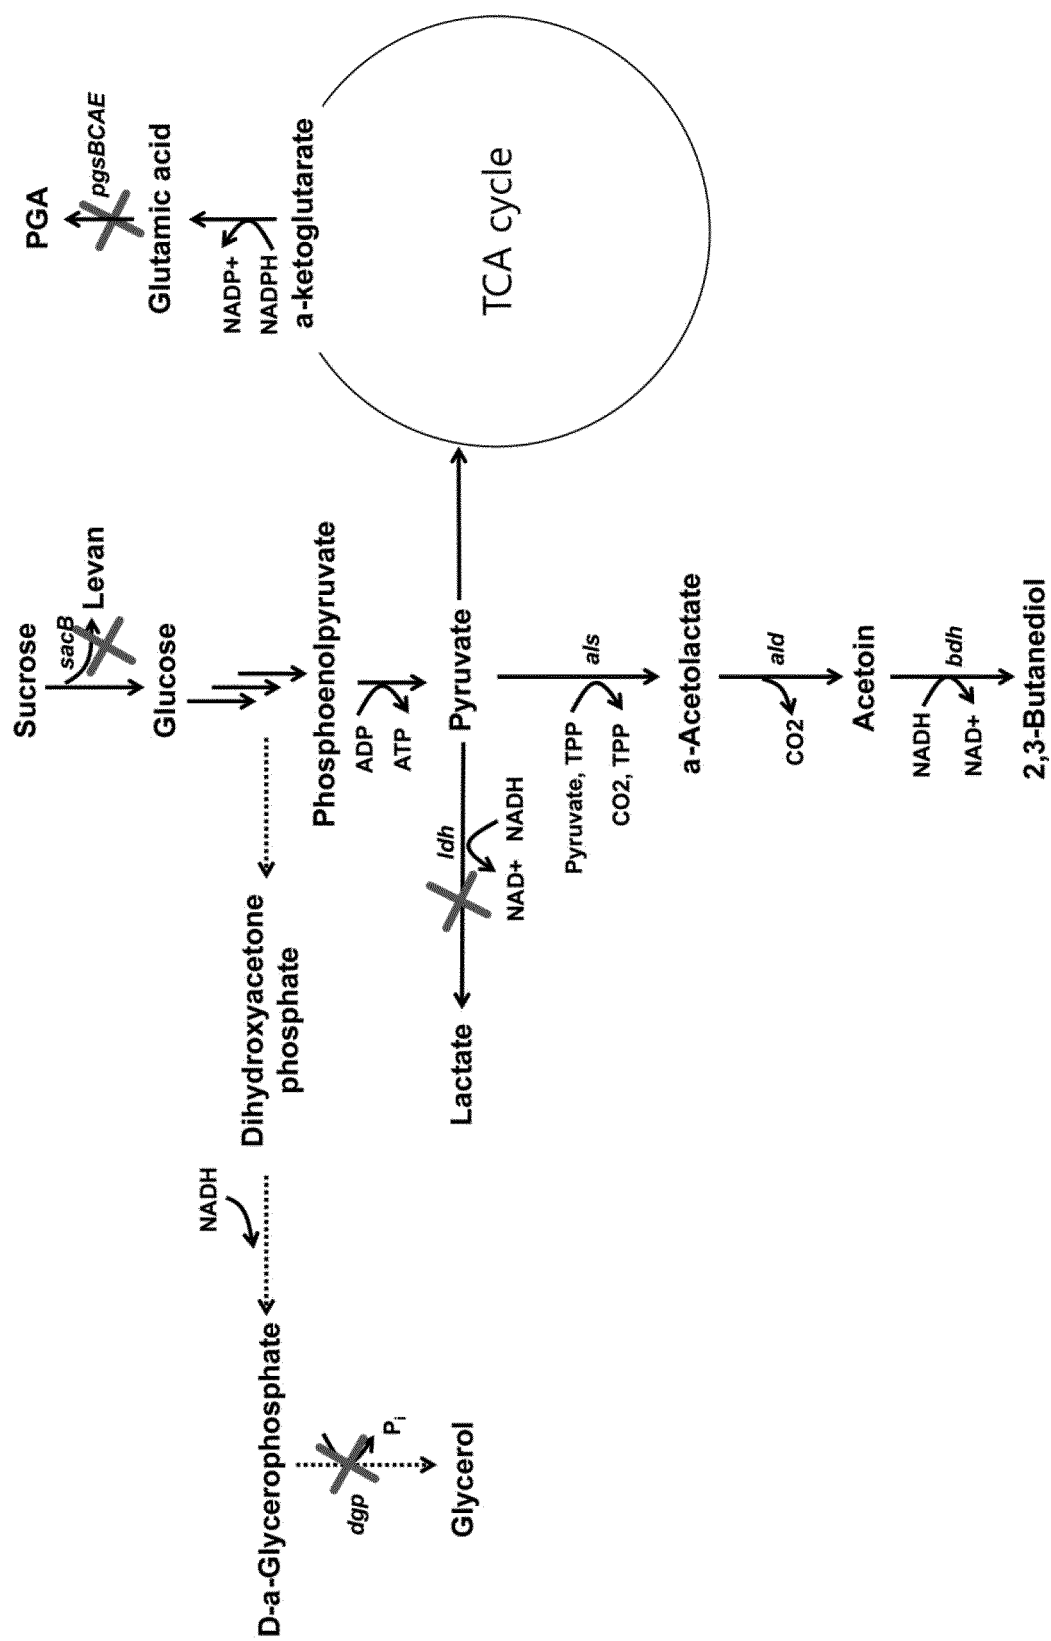 Sucrose
sacB
Levan
Glucose
PGA
pgsBCAE
Glutamic acid
NADP+
NADPH
a-ketoglutarate
TCA cycle
Phosphoenolpyruvate
ADP
ATP
Pyruvate
Dihydroxyacetone
phosphate
NADH
D-a-Glycerophosphate
dgp
Pi
Glycerol
Lactate
ldh
NAD+ NADH
als
Pyruvate, TPP
CO2, TPP
a-Acetolactate
ald
CO2
Acetoin
bdh
NADH
NAD+
2,3-Butanediol